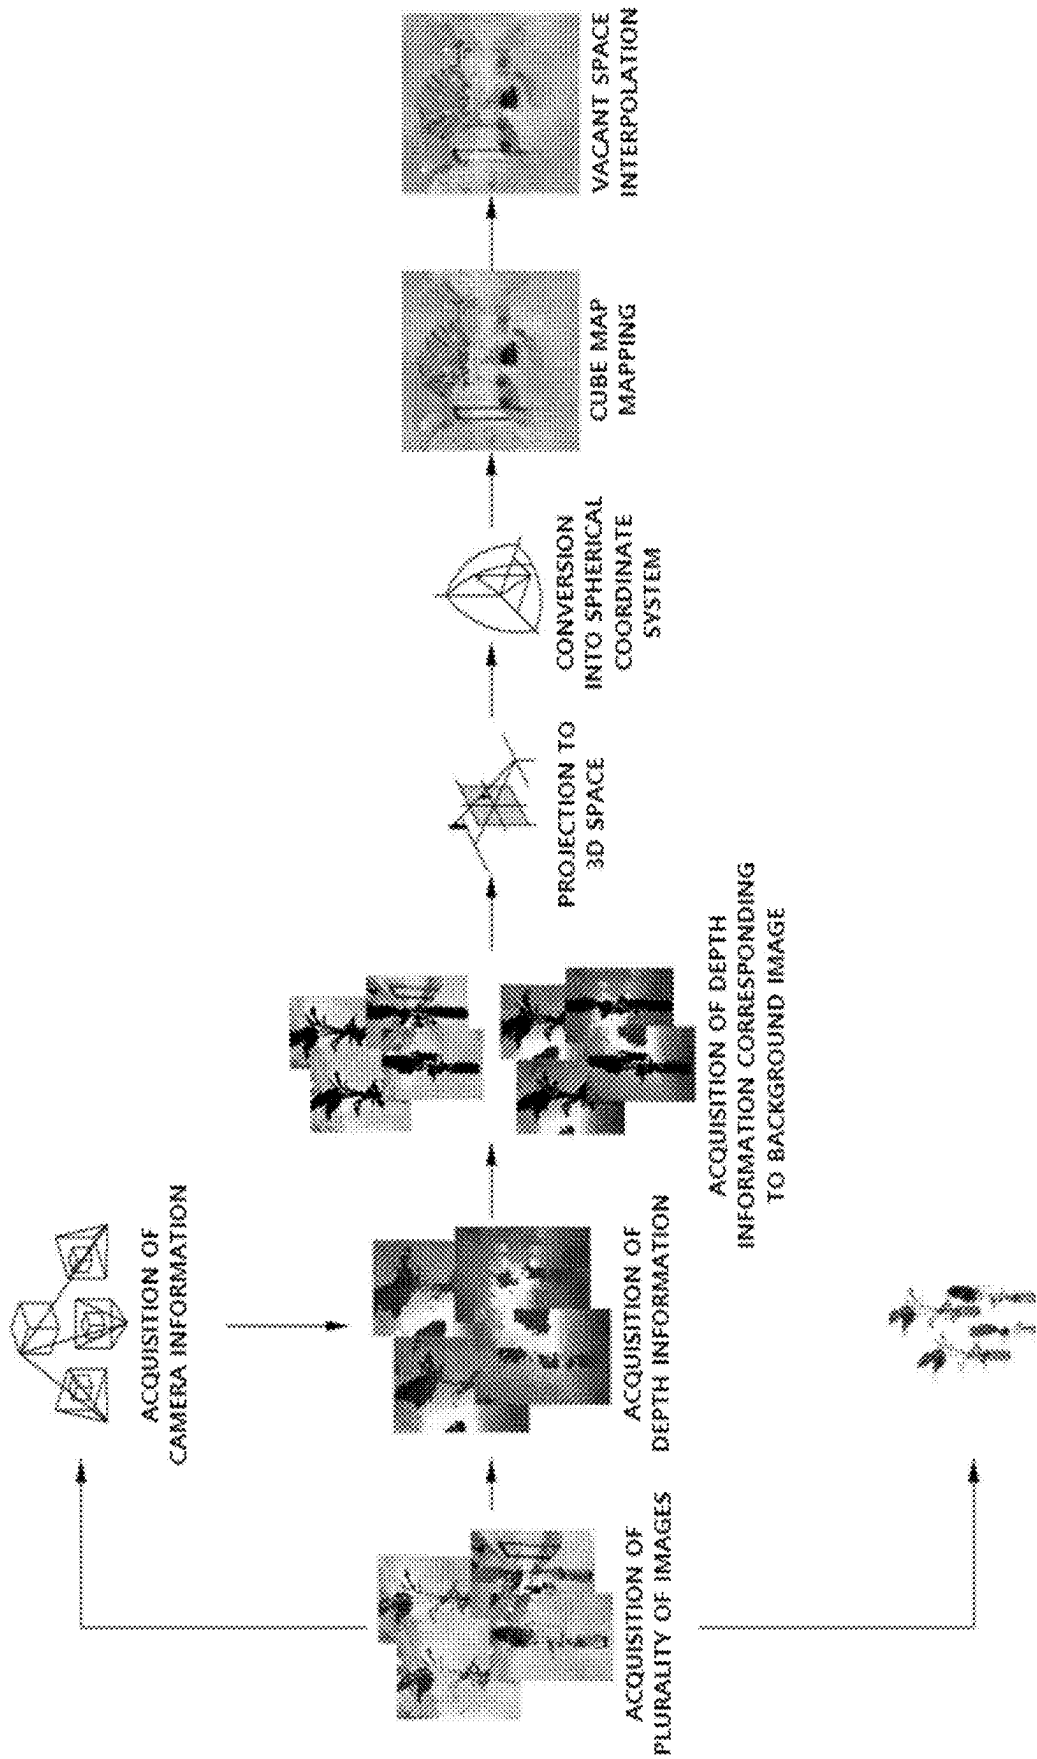 ACQUISITION OF
PLURALITY OF IMAGES
ACQUISITION OF
CAMERA INFORMATION
ACQUISITION OF
DEPTH INFORMATION
ACQUISITION OF DEPTH
INFORMATION CORRESPONDING
TO BACKGROUND IMAGE
PROJECTION TO
3D SPACE
CONVERSION
INTO SPHERICAL
COORDINATE
SYSTEM
CUBE MAP
MAPPING
VACANT SPACE
INTERPOLATION